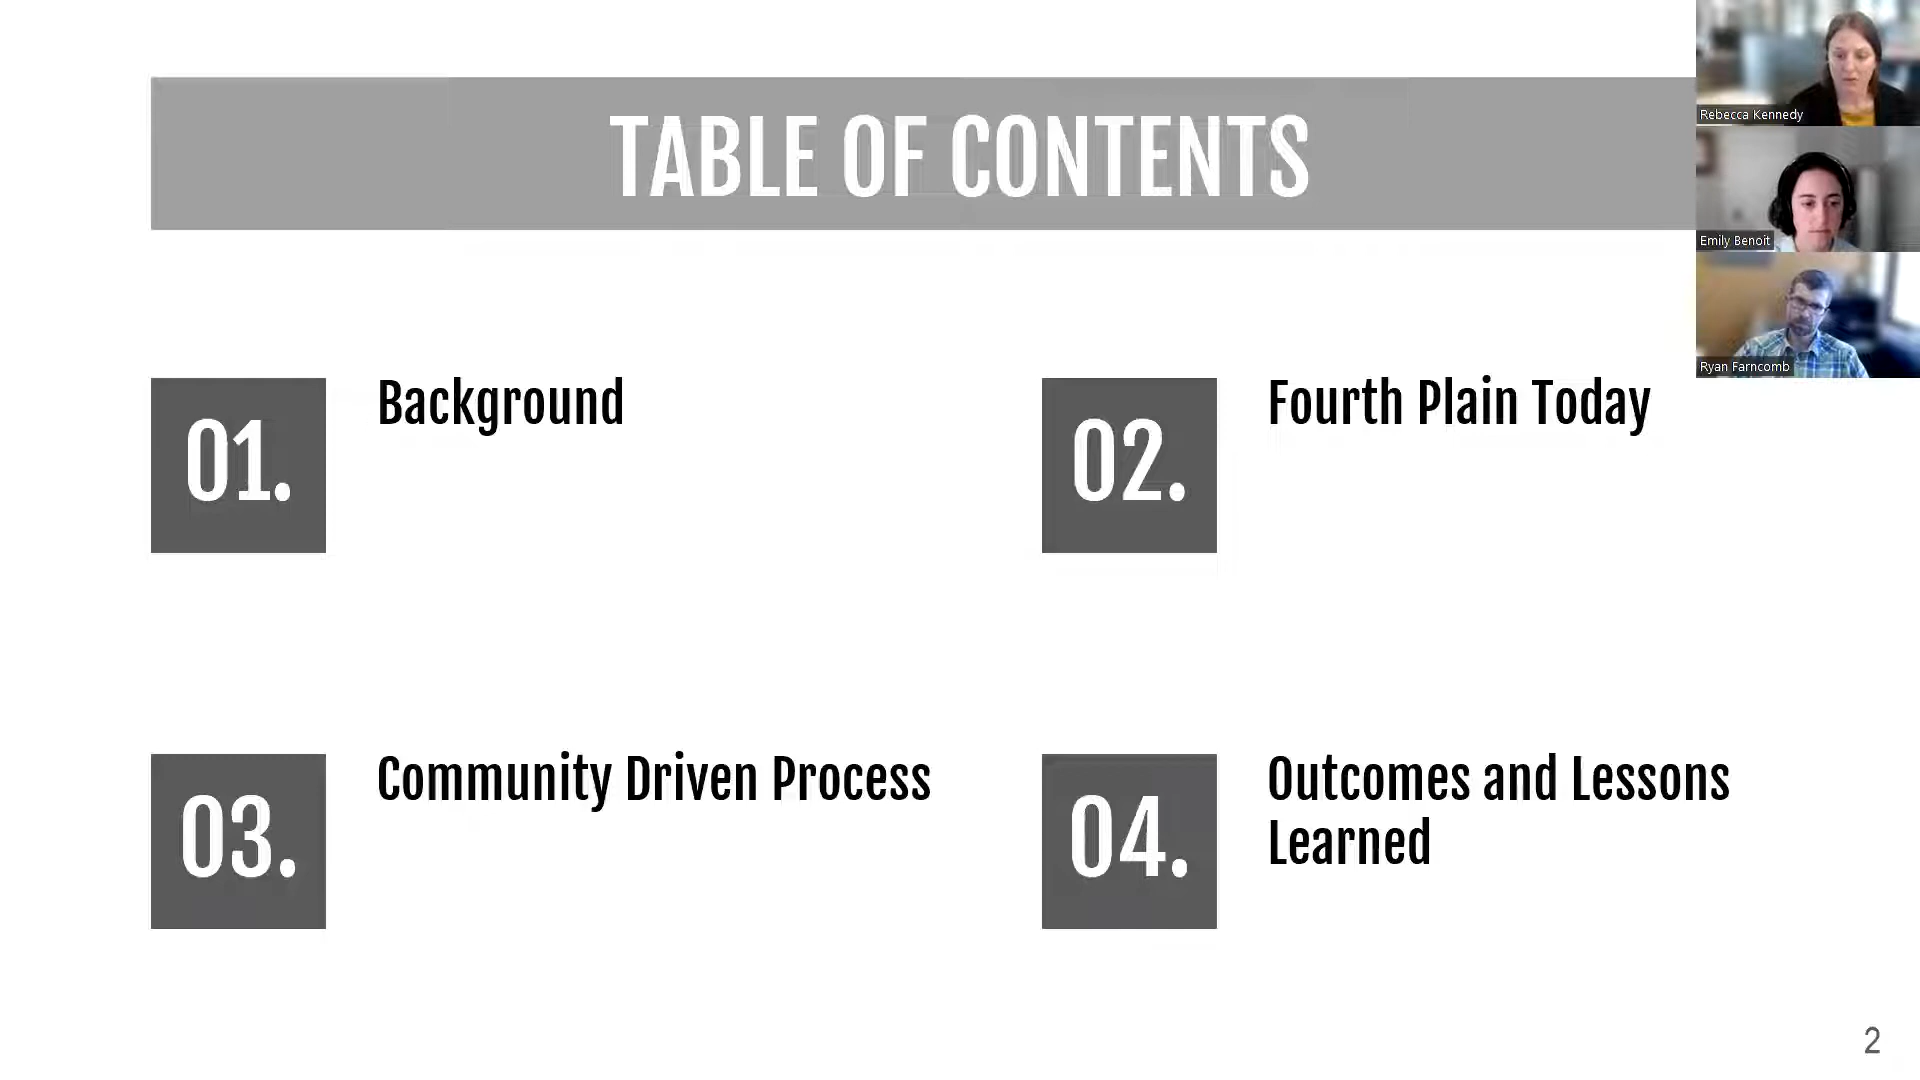 TABLE OF CONTENTS
Rebecca Kennedy
Emily Benoit
Ryan Farncomb
01.
Background
02.
Fourth Plain Today
03.
Community Driven Process
04.
Outcomes and Lessons
Learned
2